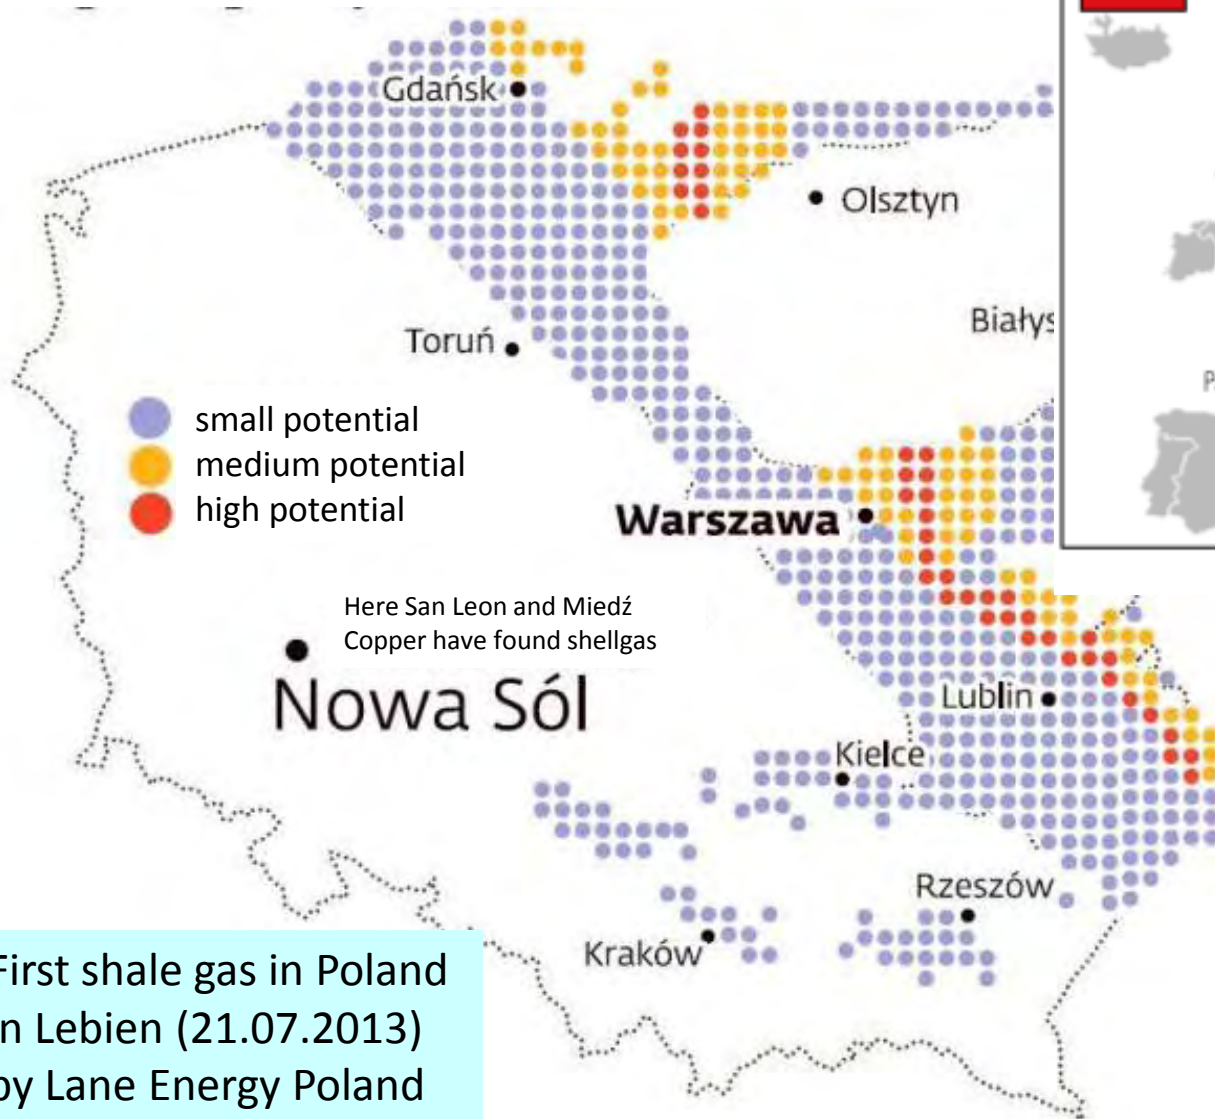 Gdańsk
Olsztyn
Białys
Toruń
small potential
medium potential
high potential
Warszawa
Here San Leon and Miedź
Copper have found shellgas
Nowa Sól
Lublin
Kielce
Rzeszów
Kraków
First shale gas in Poland
n Lebien (21.07.2013)
by Lane Energy Poland